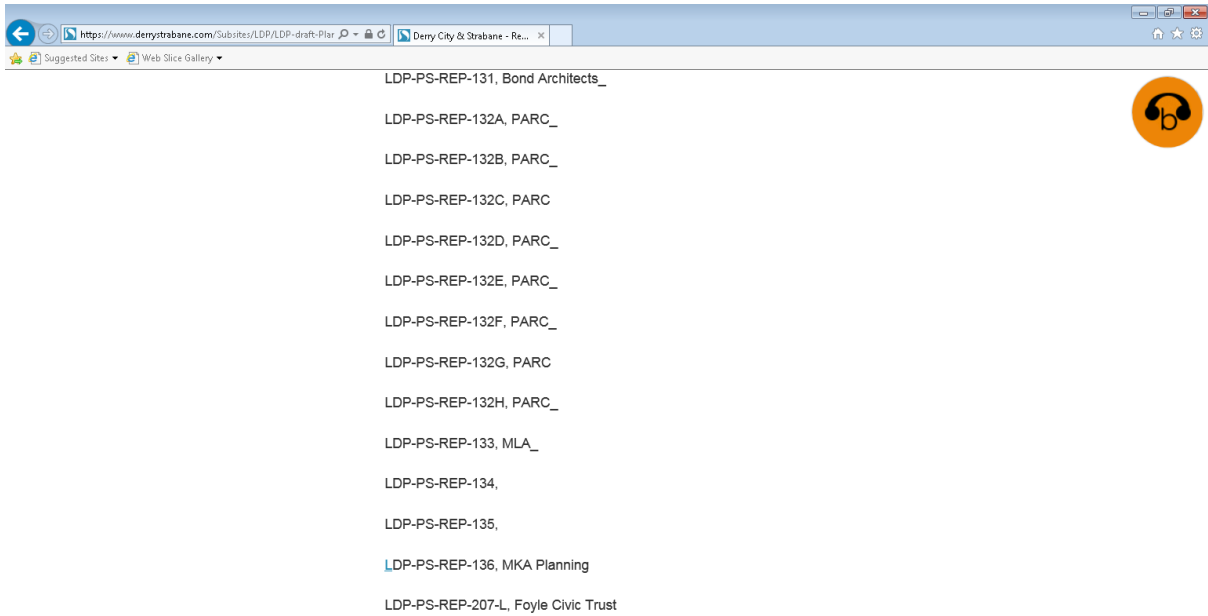 https://www.derrystrabane.com/Subsites/LDP/LDP-draft-Plar
Derry City & Strabane - Re...
Suggested Sites
Web Slice Gallery
LDP-PS-REP-131, Bond Architects_
b
LDP-PS-REP-132A, PARC_
LDP-PS-REP-132B, PARC_
LDP-PS-REP-132C, PARC
LDP-PS-REP-132D, PARC_
LDP-PS-REP-132E, PARC_
LDP-PS-REP-132F, PARC_
LDP-PS-REP-132G, PARC
LDP-PS-REP-132H, PARC_
LDP-PS-REP-133, MLA_
LDP-PS-REP-134,
LDP-PS-REP-135,
LDP-PS-REP-136, MKA Planning
LDP-PS-REP-207-L, Foyle Civic Trust